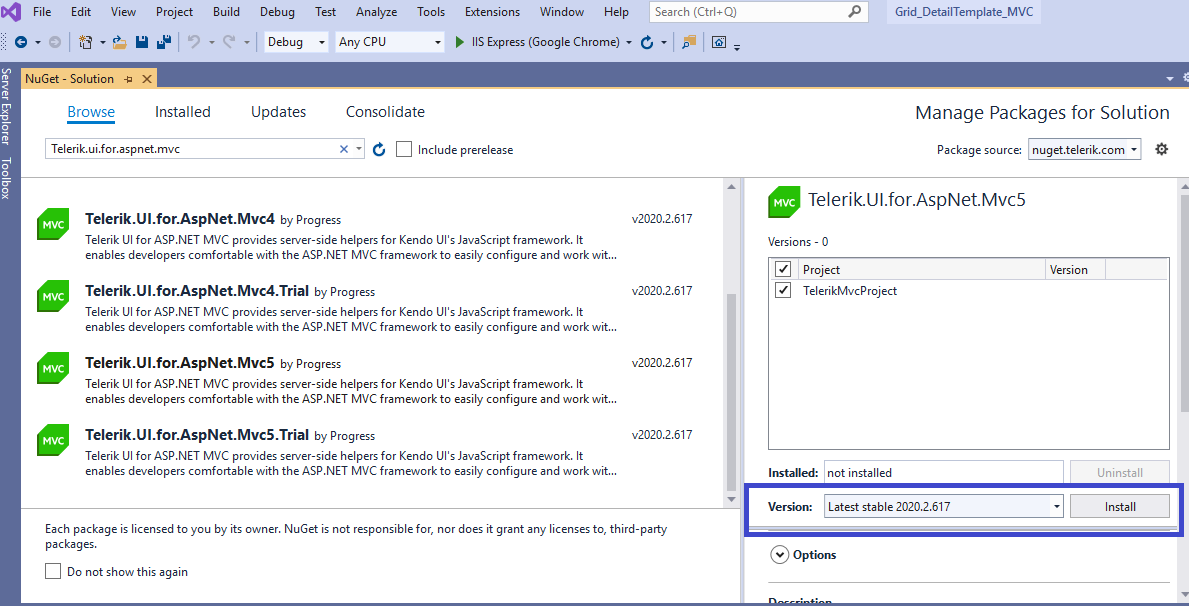 File Edit View Project Build Debug Test Analyze Tools Extensions Window Help Search (Ctrl+Q) Grid_DetailTemplate_MVC
Debug Any CPU IIS Express (Google Chrome)
Server Explorer
Toolbox
NuGet - Solution
Browse Installed Updates Consolidate Manage Packages for Solution
Telerik.ui.for.aspnet.mvc Include prerelease Package source: nuget.telerik.com
MVC Telerik.UI.for.AspNet.Mvc4 by Progress v2020.2.617
Telerik UI for ASP.NET MVC provides server-side helpers for Kendo UI's JavaScript framework. It
enables developers comfortable with the ASP.NET MVC framework to easily configure and work wit...
MVC Telerik.UI.for.AspNet.Mvc4.Trial by Progress v2020.2.617
Telerik UI for ASP.NET MVC provides server-side helpers for Kendo UI's JavaScript framework. It
enables developers comfortable with the ASP.NET MVC framework to easily configure and work wit...
MVC Telerik.UI.for.AspNet.Mvc5 by Progress v2020.2.617
Telerik UI for ASP.NET MVC provides server-side helpers for Kendo UI's JavaScript framework. It
enables developers comfortable with the ASP.NET MVC framework to easily configure and work wit...
MVC Telerik.UI.for.AspNet.Mvc5.Trial by Progress v2020.2.617
Telerik UI for ASP.NET MVC provides server-side helpers for Kendo UI's JavaScript framework. It
enables developers comfortable with the ASP.NET MVC framework to easily configure and work wit...
Each package is licensed to you by its owner. NuGet is not responsible for, nor does it grant any licenses to, third-party
packages.
Do not show this again
MVC Telerik.UI.for.AspNet.Mvc5
Versions - 0
Project Version
TelerikMvcProject
Installed: not installed Uninstall
Version: Latest stable 2020.2.617 Install
Options
Description